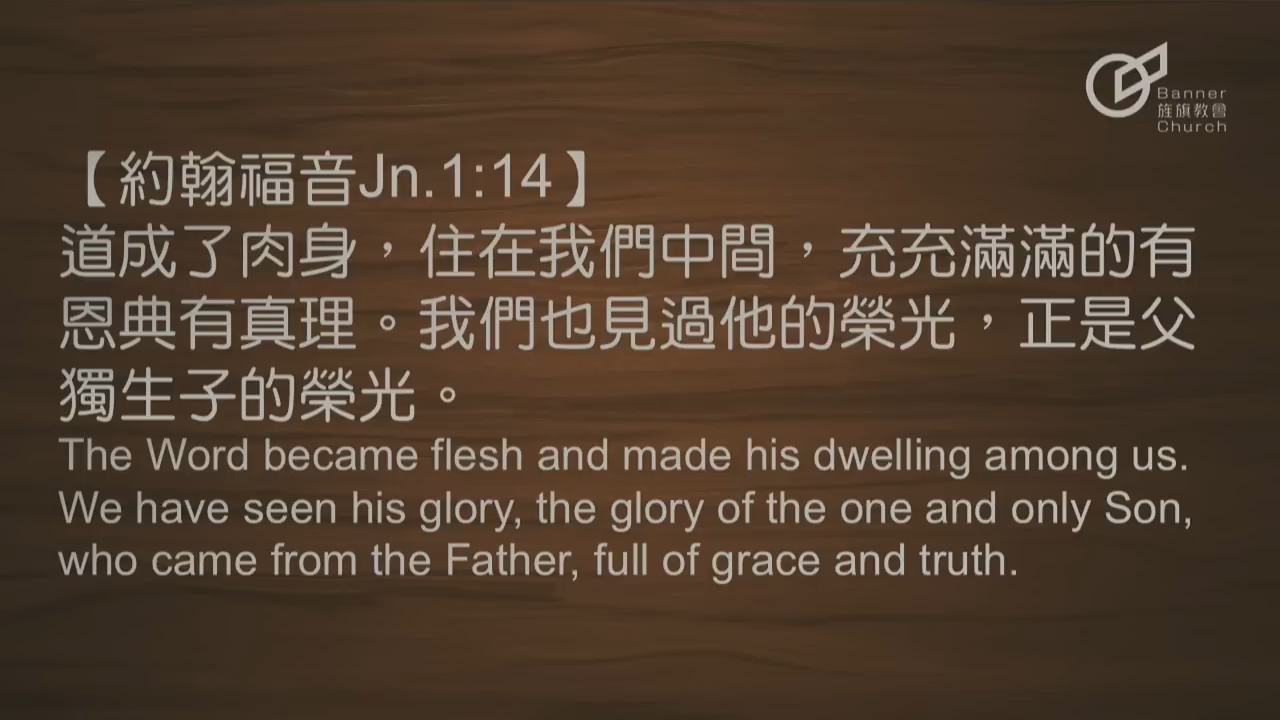 Banner
旌旗教會
Church
【約翰福音Jn.1:14】
道成了肉身，住在我們中間，充充滿滿的有
恩典有真理。我們也見過他的榮光，正是父
獨生子的榮光。
The Word became flesh and made his dwelling among us.
We have seen his glory, the glory of the one and only Son,
who came from the Father, full of grace and truth.